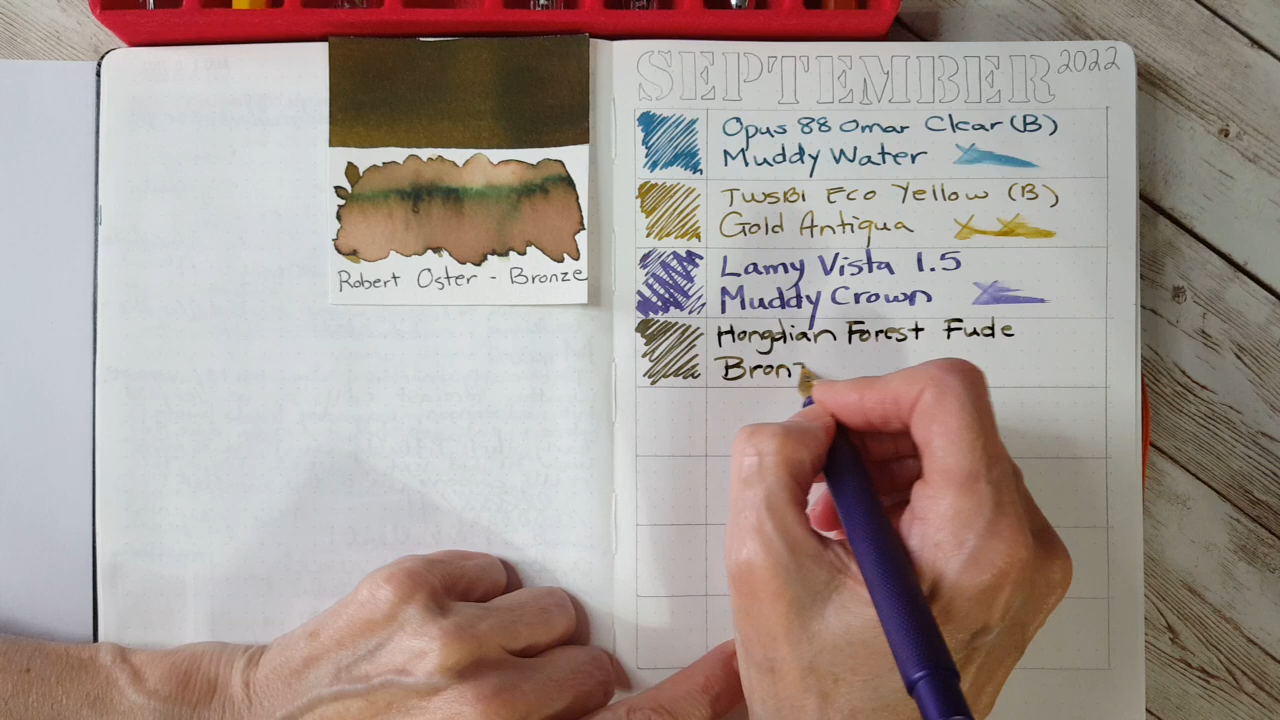 Robert Oster - Bronze
SEPTEMBER 2022
Opus 88 Omar Clear (B)
Muddy Water
TWSBI Eco Yellow (B)
Gold Antiqua
Lamy Vista 1.5
Muddy Crown
Hongdian Forest Fude
Bronz